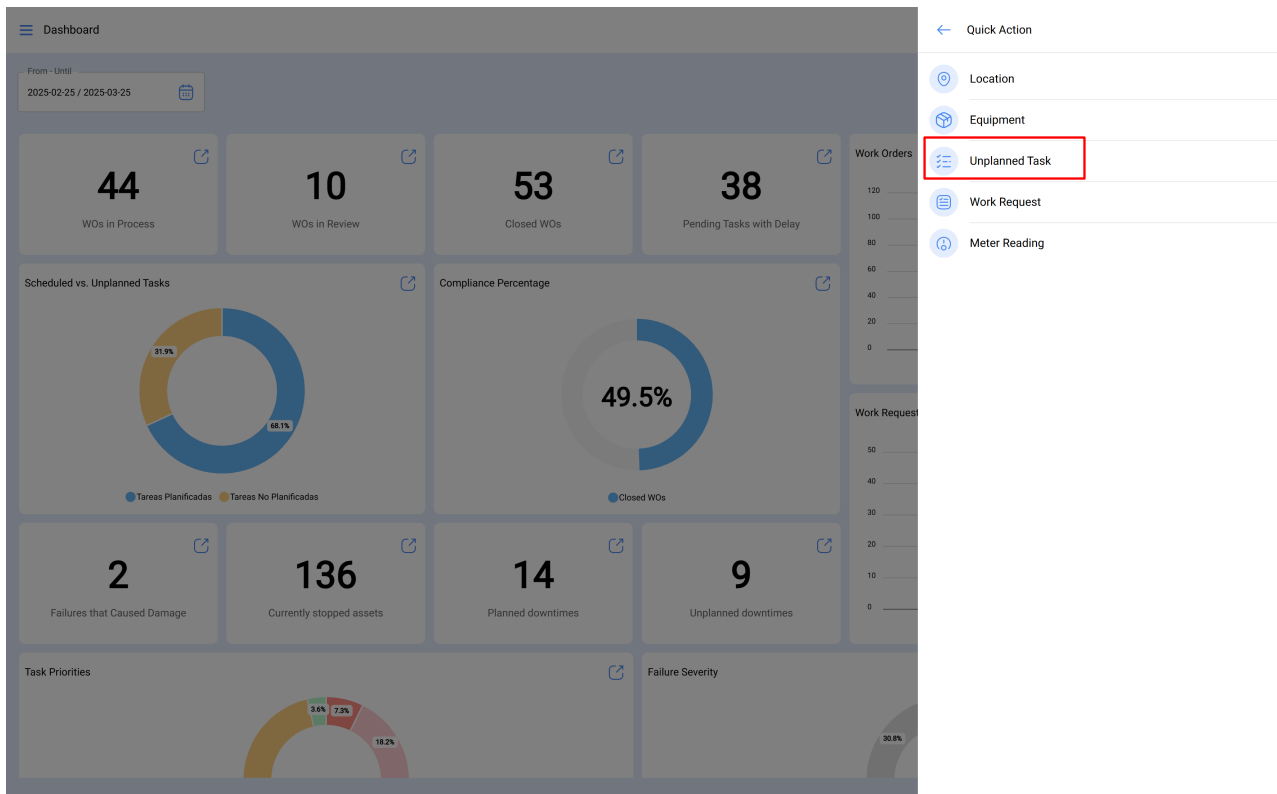 Dashboard
From - Until
2025-02-25 / 2025-03-25
44
WOs in Process
10
WOs in Review
53
Closed WOs
38
Pending Tasks with Delay
Work Orders
120
100
80
60
40
20
0
Scheduled vs. Unplanned Tasks
31.9%
68.1%
Tareas Planificadas
Tareas No Planificadas
Compliance Percentage
49.5%
Closed WOs
Work Request
50
40
30
20
10
0
2
Failures that Caused Damage
136
Currently stopped assets
14
Planned downtimes
9
Unplanned downtimes
Task Priorities
3.6%
7.3%
18.2%
Failure Severity
30.8%
Quick Action
Location
Equipment
Unplanned Task
Work Request
Meter Reading